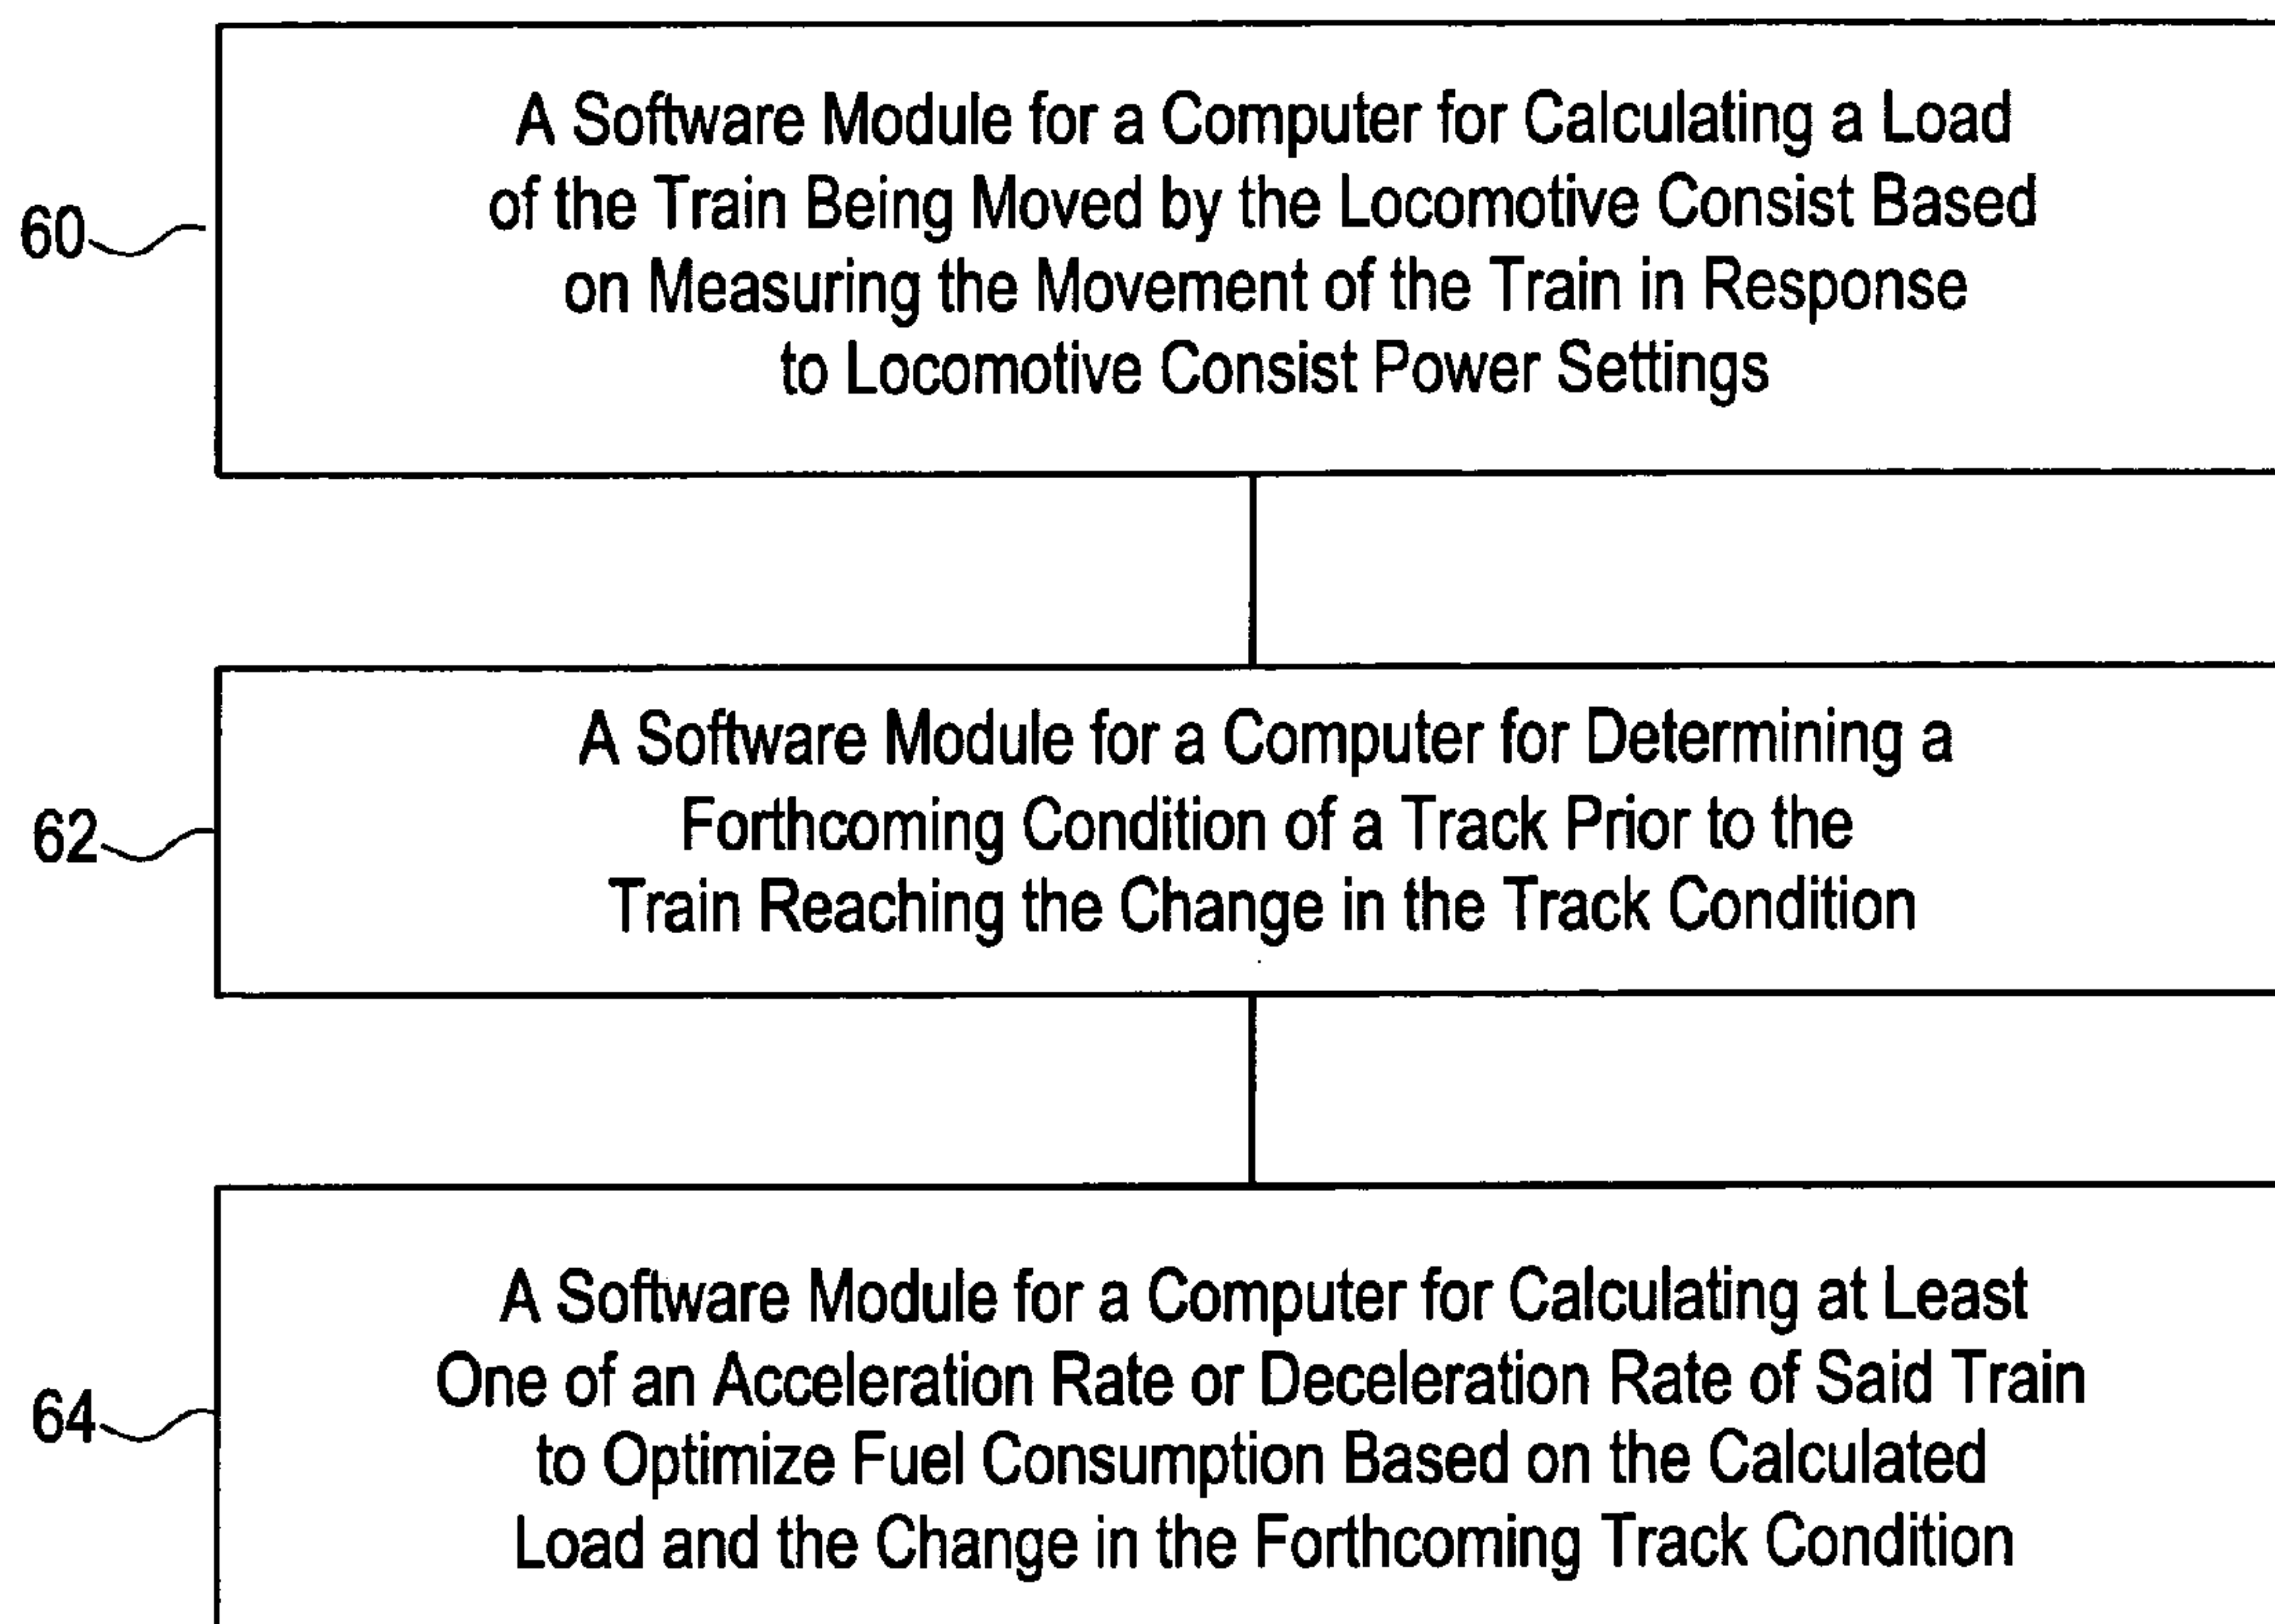 A Software Module for a Computer for Calculating a Load
of the Train Being Moved by the Locomotive Consist Based
on Measuring the Movement of the Train in Response
to Locomotive Consist Power Settings
60
A Software Module for a Computer for Determining a
Forthcoming Condition of a Track Prior to the
Train Reaching the Change in the Track Condition
62
A Software Module for a Computer for Calculating at Least
One of an Acceleration Rate or Deceleration Rate of Said Train
to Optimize Fuel Consumption Based on the Calculated
Load and the Change in the Forthcoming Track Condition
64